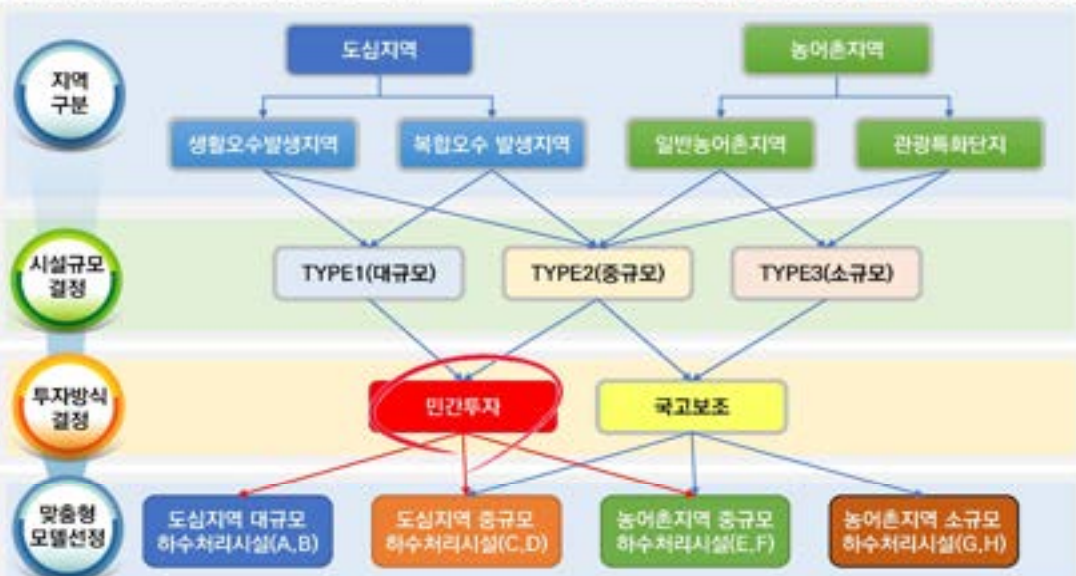 지역
구분
도심지역
농어촌지역
생활오수발생지역
복합오수 발생지역
일반농어촌지역
관광특화단지
시설규모
결정
TYPE1(대규모)
TYPE2(중규모)
TYPE3(소규모)
투자방식
결정
민간투자
국고보조
맞춤형
모델선정
도심지역 대규모
하수처리시설(A,B)
도심지역 중규모
하수처리시설(C,D)
농어촌지역 중규모
하수처리시설(E,F)
농어촌지역 소규모
하수처리시설(G,H)